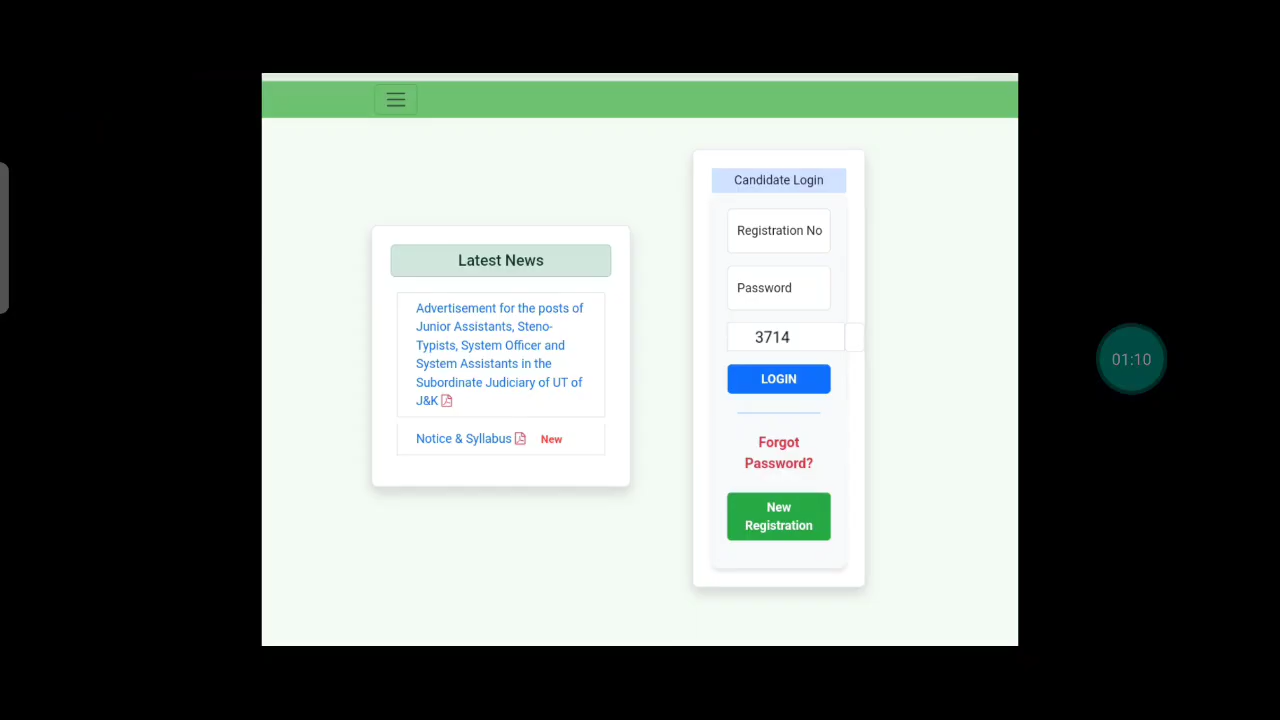 Latest News
Advertisement for the posts of
Junior Assistants, Steno-
Typists, System Officer and
System Assistants in the
Subordinate Judiciary of UT of
J&K
Notice & Syllabus New
Candidate Login
Registration No
Password
3714
LOGIN
Forgot
Password?
New
Registration
01:10